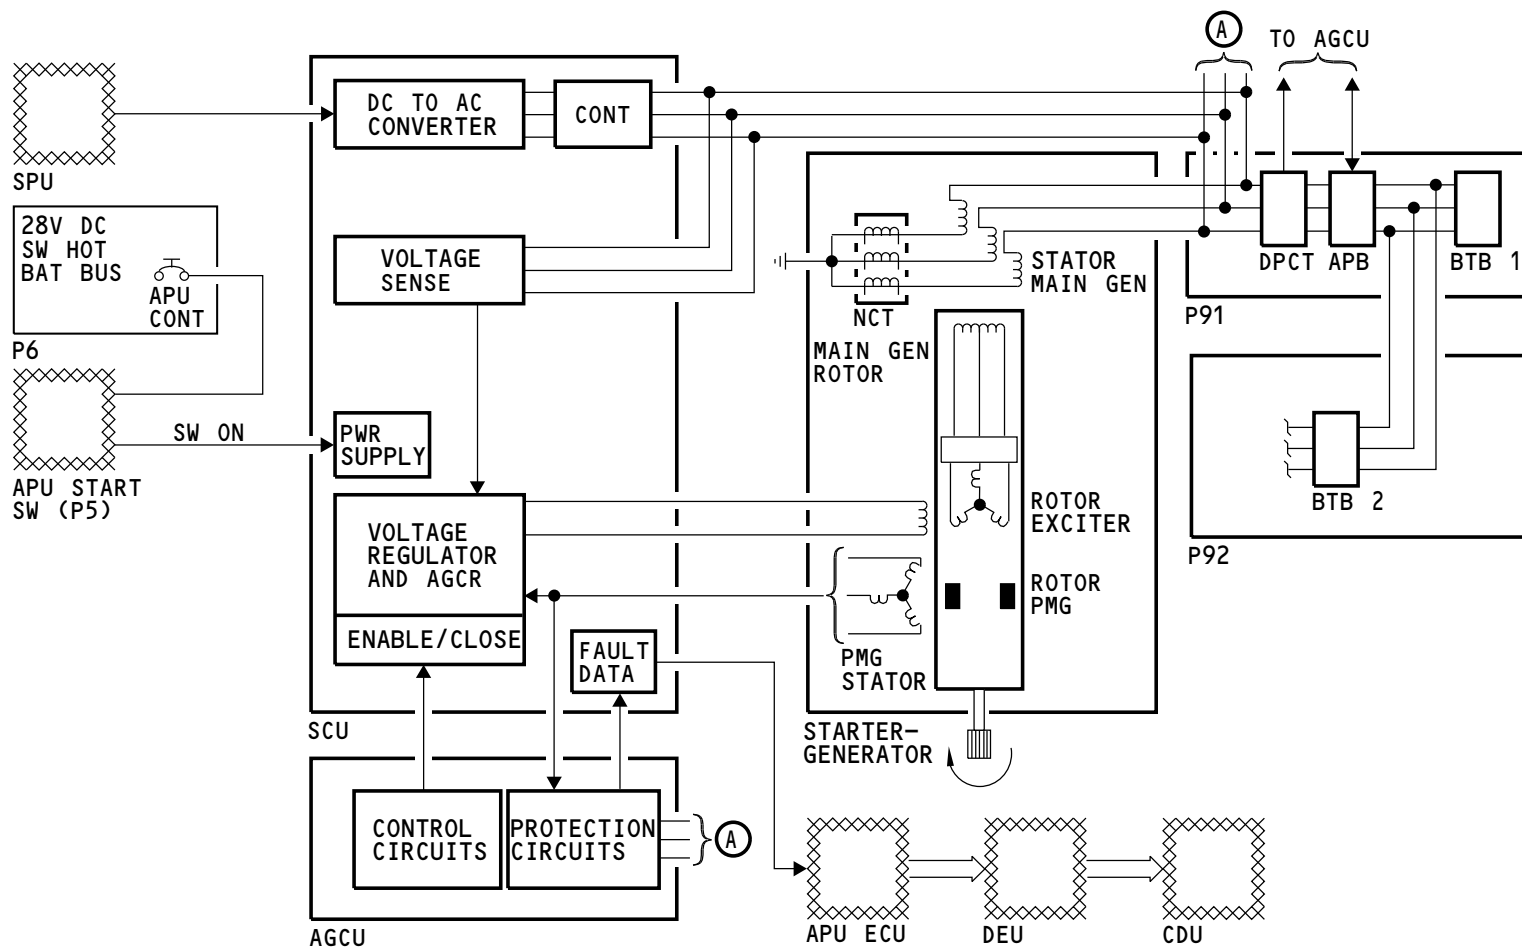 A
TO AGCU
SPU
DC TO AC
CONVERTER
CONT
28V DC
SW HOT
BAT BUS
APU
CONT
P6
VOLTAGE
SENSE
NCT
STATOR
MAIN GEN
DPCT
APB
BTB 1
P91
MAIN GEN
ROTOR
SW ON
PWR
SUPPLY
APU START
SW (P5)
BTB 2
P92
VOLTAGE
REGULATOR
AND AGCR
ENABLE/CLOSE
ROTOR
EXCITER
ROTOR
PMG
PMG
STATOR
FAULT
DATA
SCU
STARTER-
GENERATOR
CONTROL
CIRCUITS
PROTECTION
CIRCUITS
A
AGCU
APU ECU
DEU
CDU